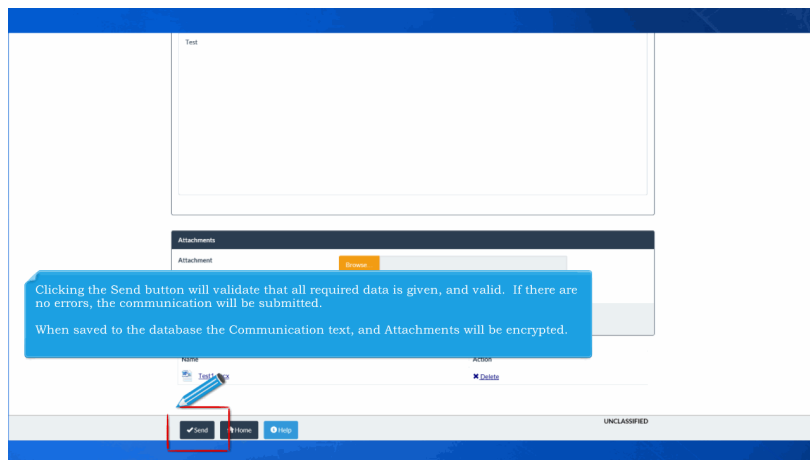 Test
Attachments
Attachment
Browse
Clicking the Send button will validate that all required data is given, and valid. If there are
no errors, the communication will be submitted.
When saved to the database the Communication text, and Attachments will be encrypted.
Name Action
Delete
UNCLASSIFIED
Send Home Help